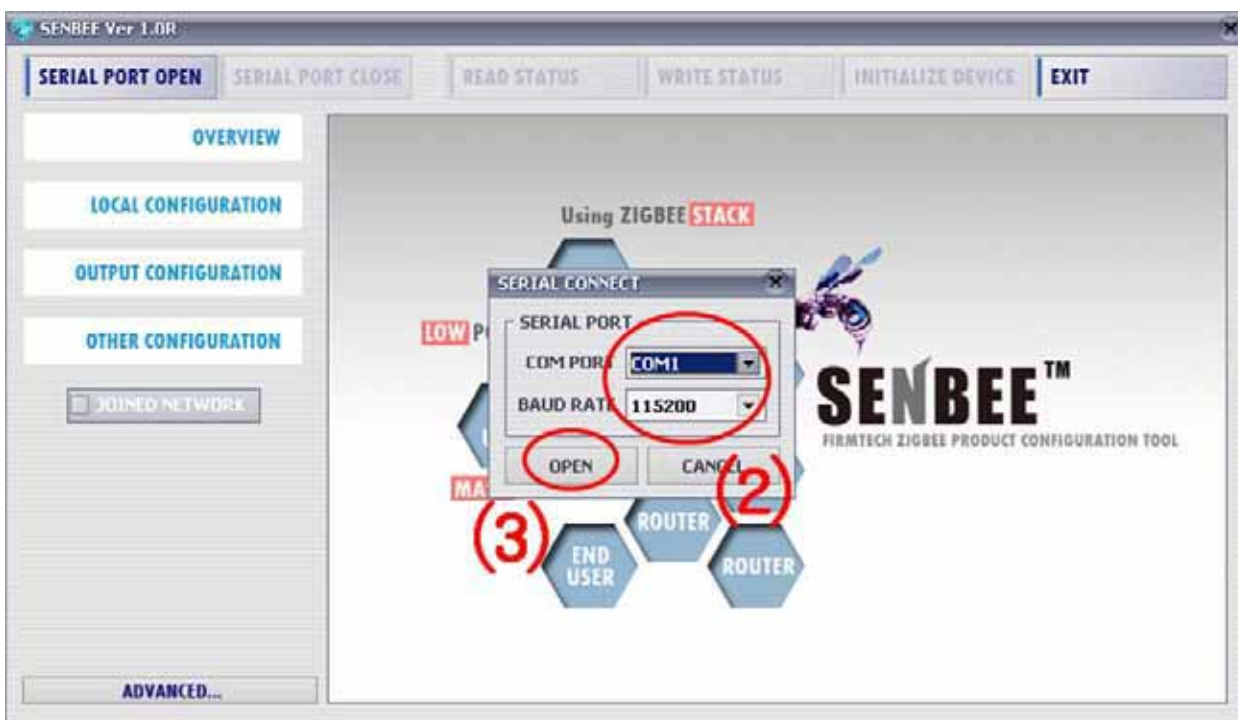 SENBEE Ver 1.0R
SERIAL PORT OPEN SERIAL PORT CLOSE READ STATUS WRITE STATUS INITIALIZE DEVICE EXIT
OVERVIEW
LOCAL CONFIGURATION
OUTPUT CONFIGURATION
OTHER CONFIGURATION
JOINED NETWORK
ADVANCED...
Using ZIGBEE STACK
LOW
SERIAL CONNECT
SERIAL PORT
COM PORT COM1
BAUD RATE 115200
OPEN CANCEL
(2)
(3)
ROUTER
END
USER
ROUTER
SENBEE™
FIRMTECH ZIGBEE PRODUCT CONFIGURATION TOOL